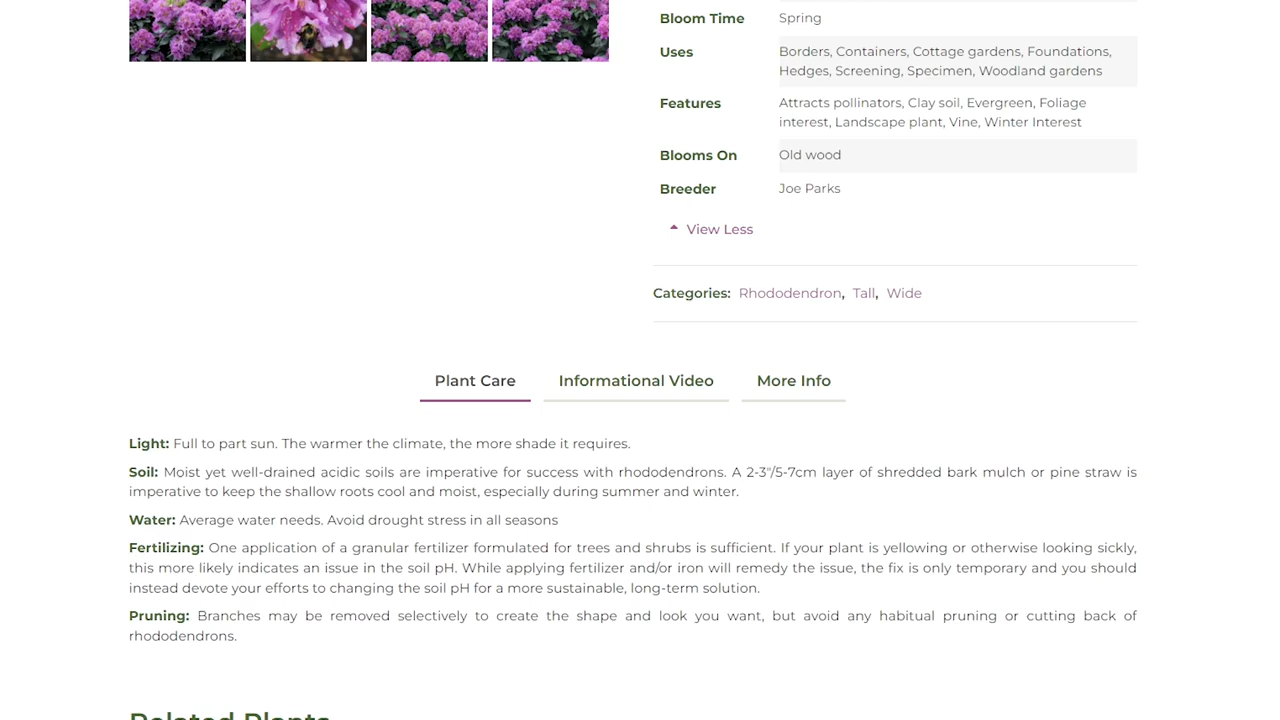 Bloom Time Spring
Uses Borders, Containers, Cottage gardens, Foundations,
Hedges, Screening, Specimen, Woodland gardens
Features Attracts pollinators, Clay soil, Evergreen, Foliage
interest, Landscape plant, Vine, Winter Interest
Blooms On Old wood
Breeder Joe Parks
View Less
Categories: Rhododendron, Tall, Wide
Plant Care Informational Video More Info
Light: Full to part sun. The warmer the climate, the more shade it requires.
Soil: Moist yet well-drained acidic soils are imperative for success with rhododendrons. A 2-3"/5-7cm layer of shredded bark mulch or pine straw is
imperative to keep the shallow roots cool and moist, especially during summer and winter.
Water: Average water needs. Avoid drought stress in all seasons
Fertilizing: One application of a granular fertilizer formulated for trees and shrubs is sufficient. If your plant is yellowing or otherwise looking sickly,
this more likely indicates an issue in the soil pH. While applying fertilizer and/or iron will remedy the issue, the fix is only temporary and you should
instead devote your efforts to changing the soil pH for a more sustainable, long-term solution.
Pruning: Branches may be removed selectively to create the shape and look you want, but avoid any habitual pruning or cutting back of
rhododendrons.
Related Plants